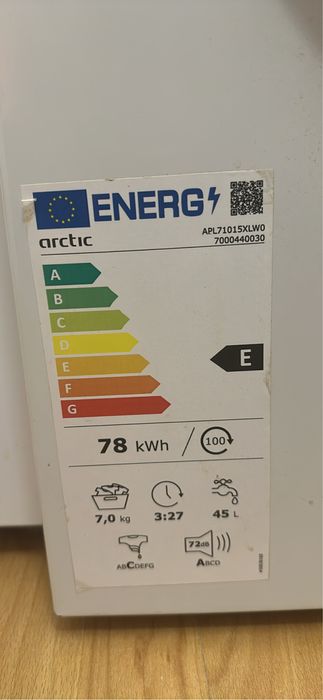 ENERG
arctic
APL71015XLW0
7000440030
A
B
C
D
E
F
G
E
78 kWh / 100
7,0 kg
3:27
45 L
72dB
ABCDEFG
ABCD